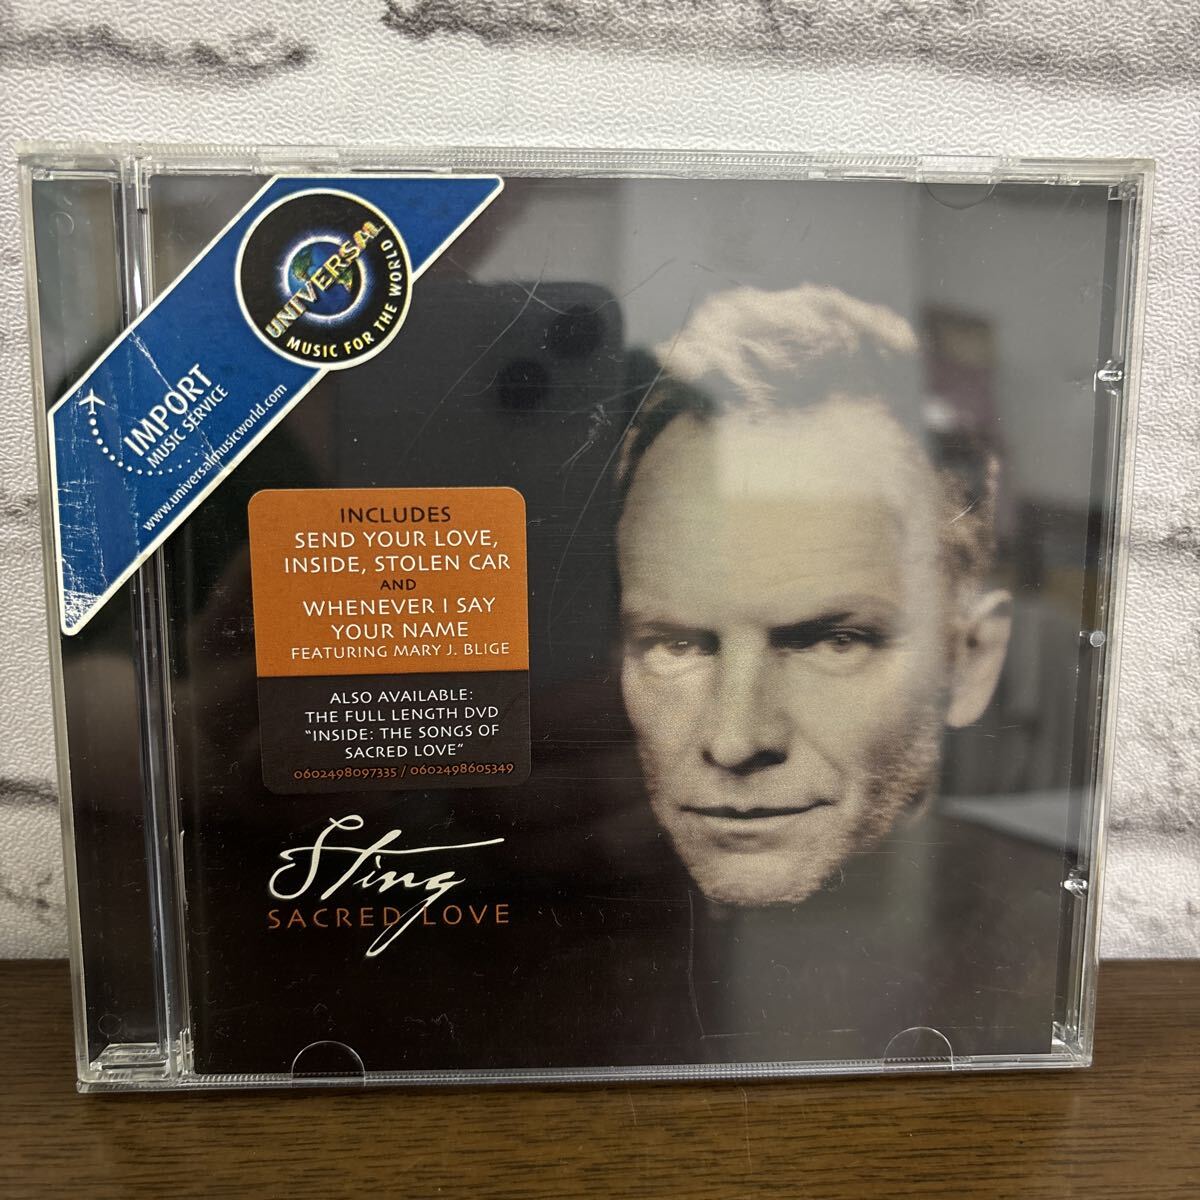 UNIVERSAL
MUSIC FOR THE WORLD
IMPORT
MUSIC SERVICE
www.universalmusicworld.com
INCLUDES
SEND YOUR LOVE,
INSIDE, STOLEN CAR
AND
WHENEVER I SAY
YOUR NAME
FEATURING MARY J. BLIGE
ALSO AVAILABLE:
THE FULL LENGTH DVD
"INSIDE: THE SONGS OF
SACRED LOVE"
0602498097335 / 0602498605349
Sting
SACRED LOVE